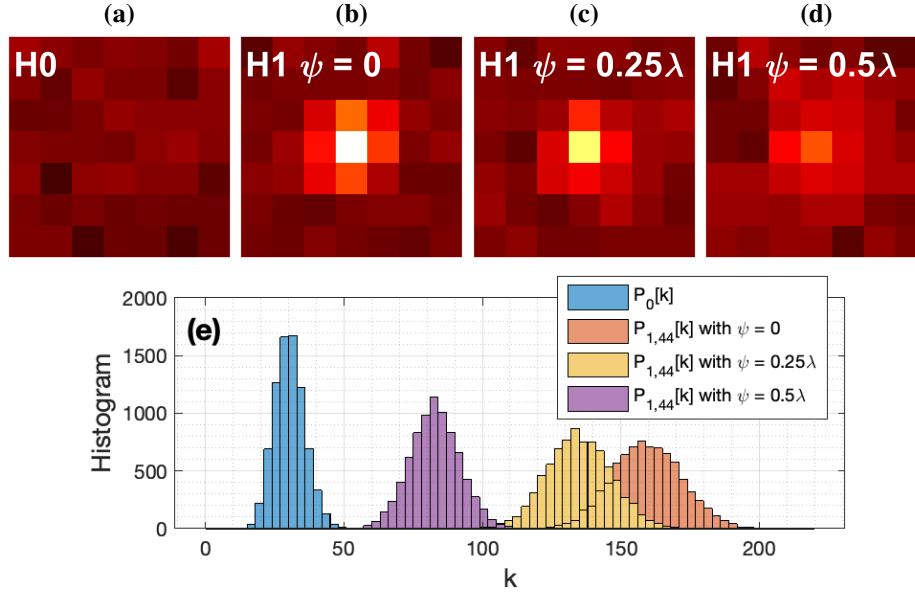 (a) (b) (c) (d)
H0 H1 ψ = 0 H1 ψ = 0.25λ H1 ψ = 0.5λ
(e)
P0[k]
P1,44[k] with ψ = 0
P1,44[k] with ψ = 0.25λ
P1,44[k] with ψ = 0.5λ
Histogram
2000
1500
1000
500
0
0 50 100 150 200
k